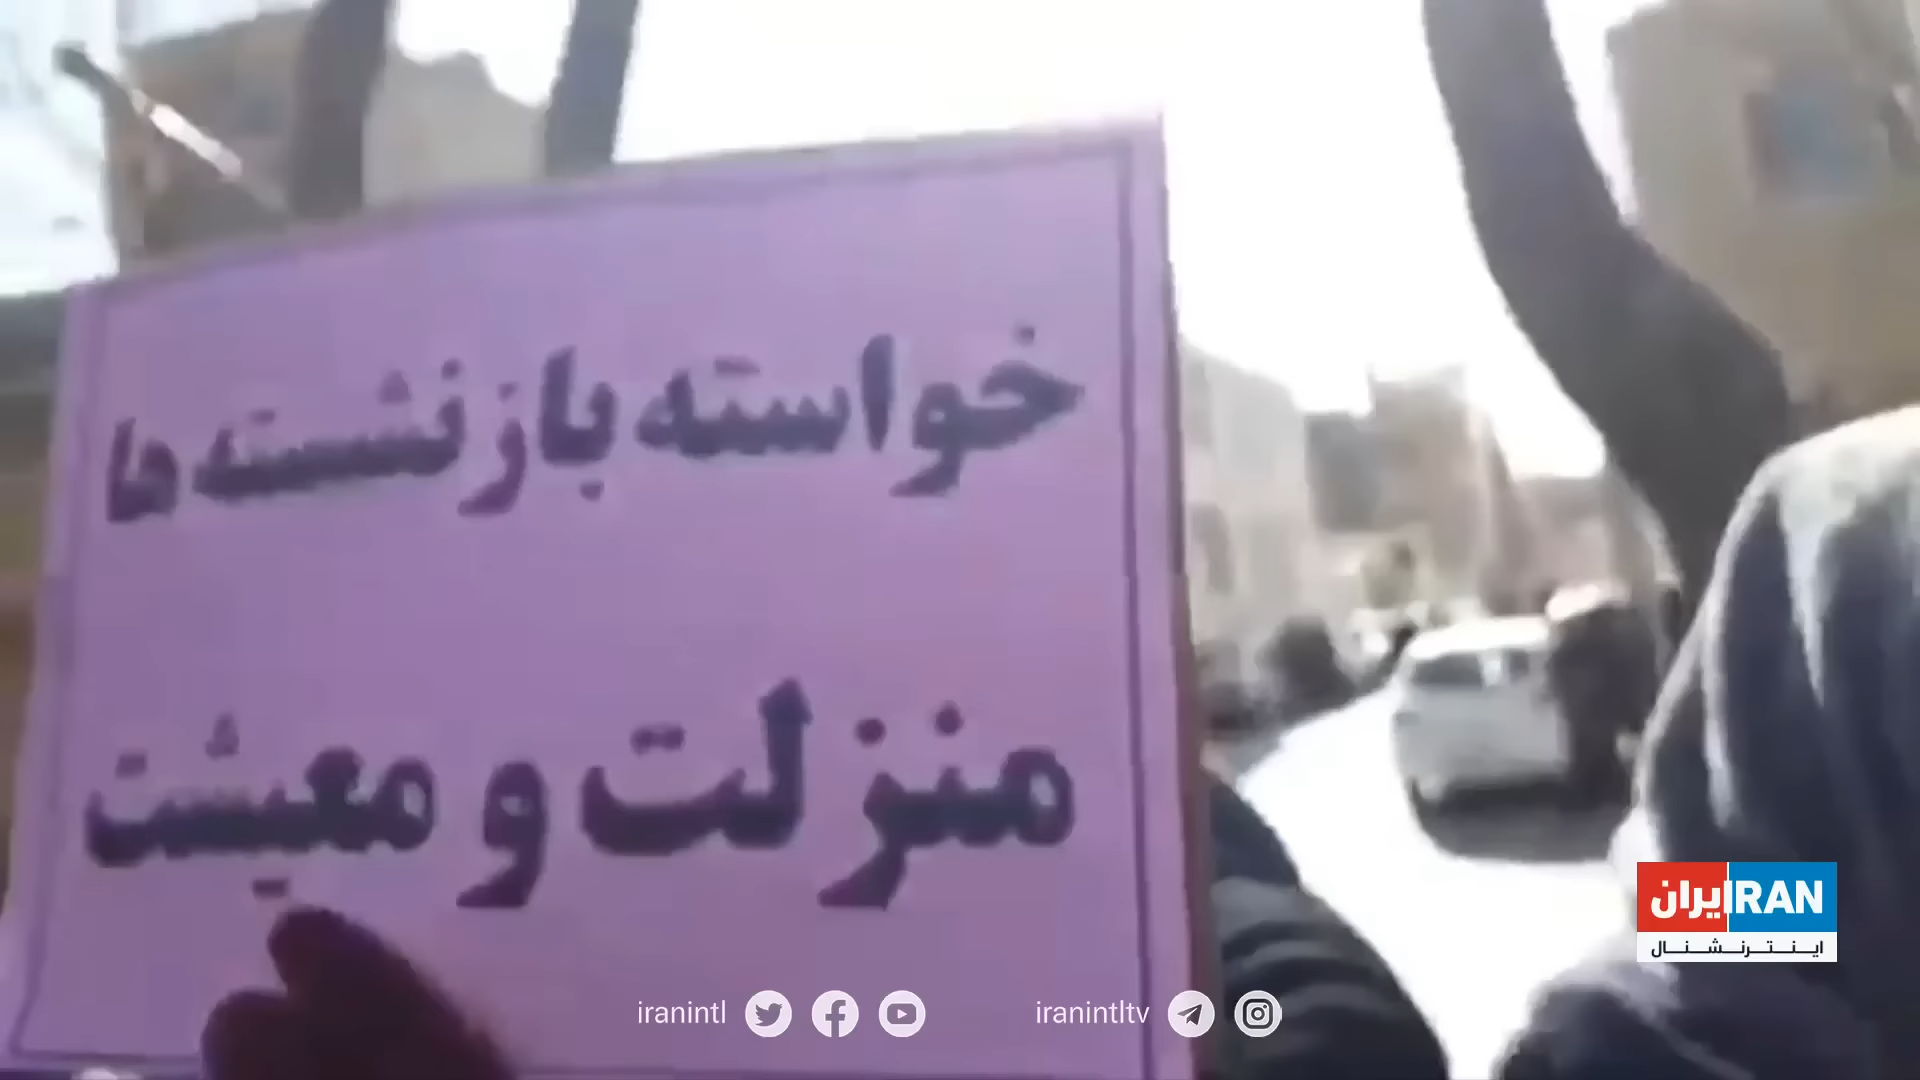 خواسته بازنشسته ها
منزلت و معیشت
ایران IRAN
اینترنشنال
iranintl
iranintltv